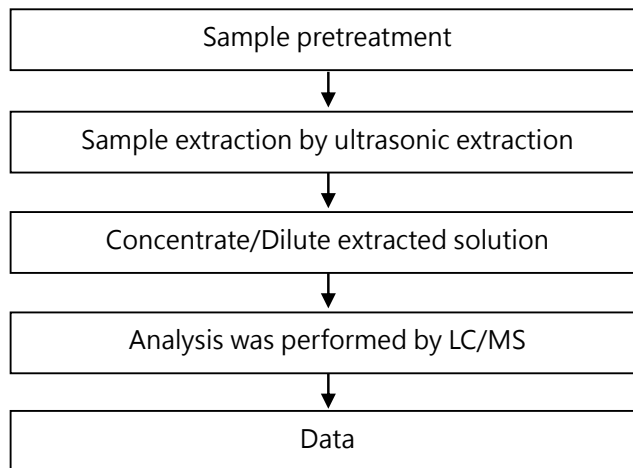 Sample pretreatment
Sample extraction by ultrasonic extraction
Concentrate/Dilute extracted solution
Analysis was performed by LC/MS
Data